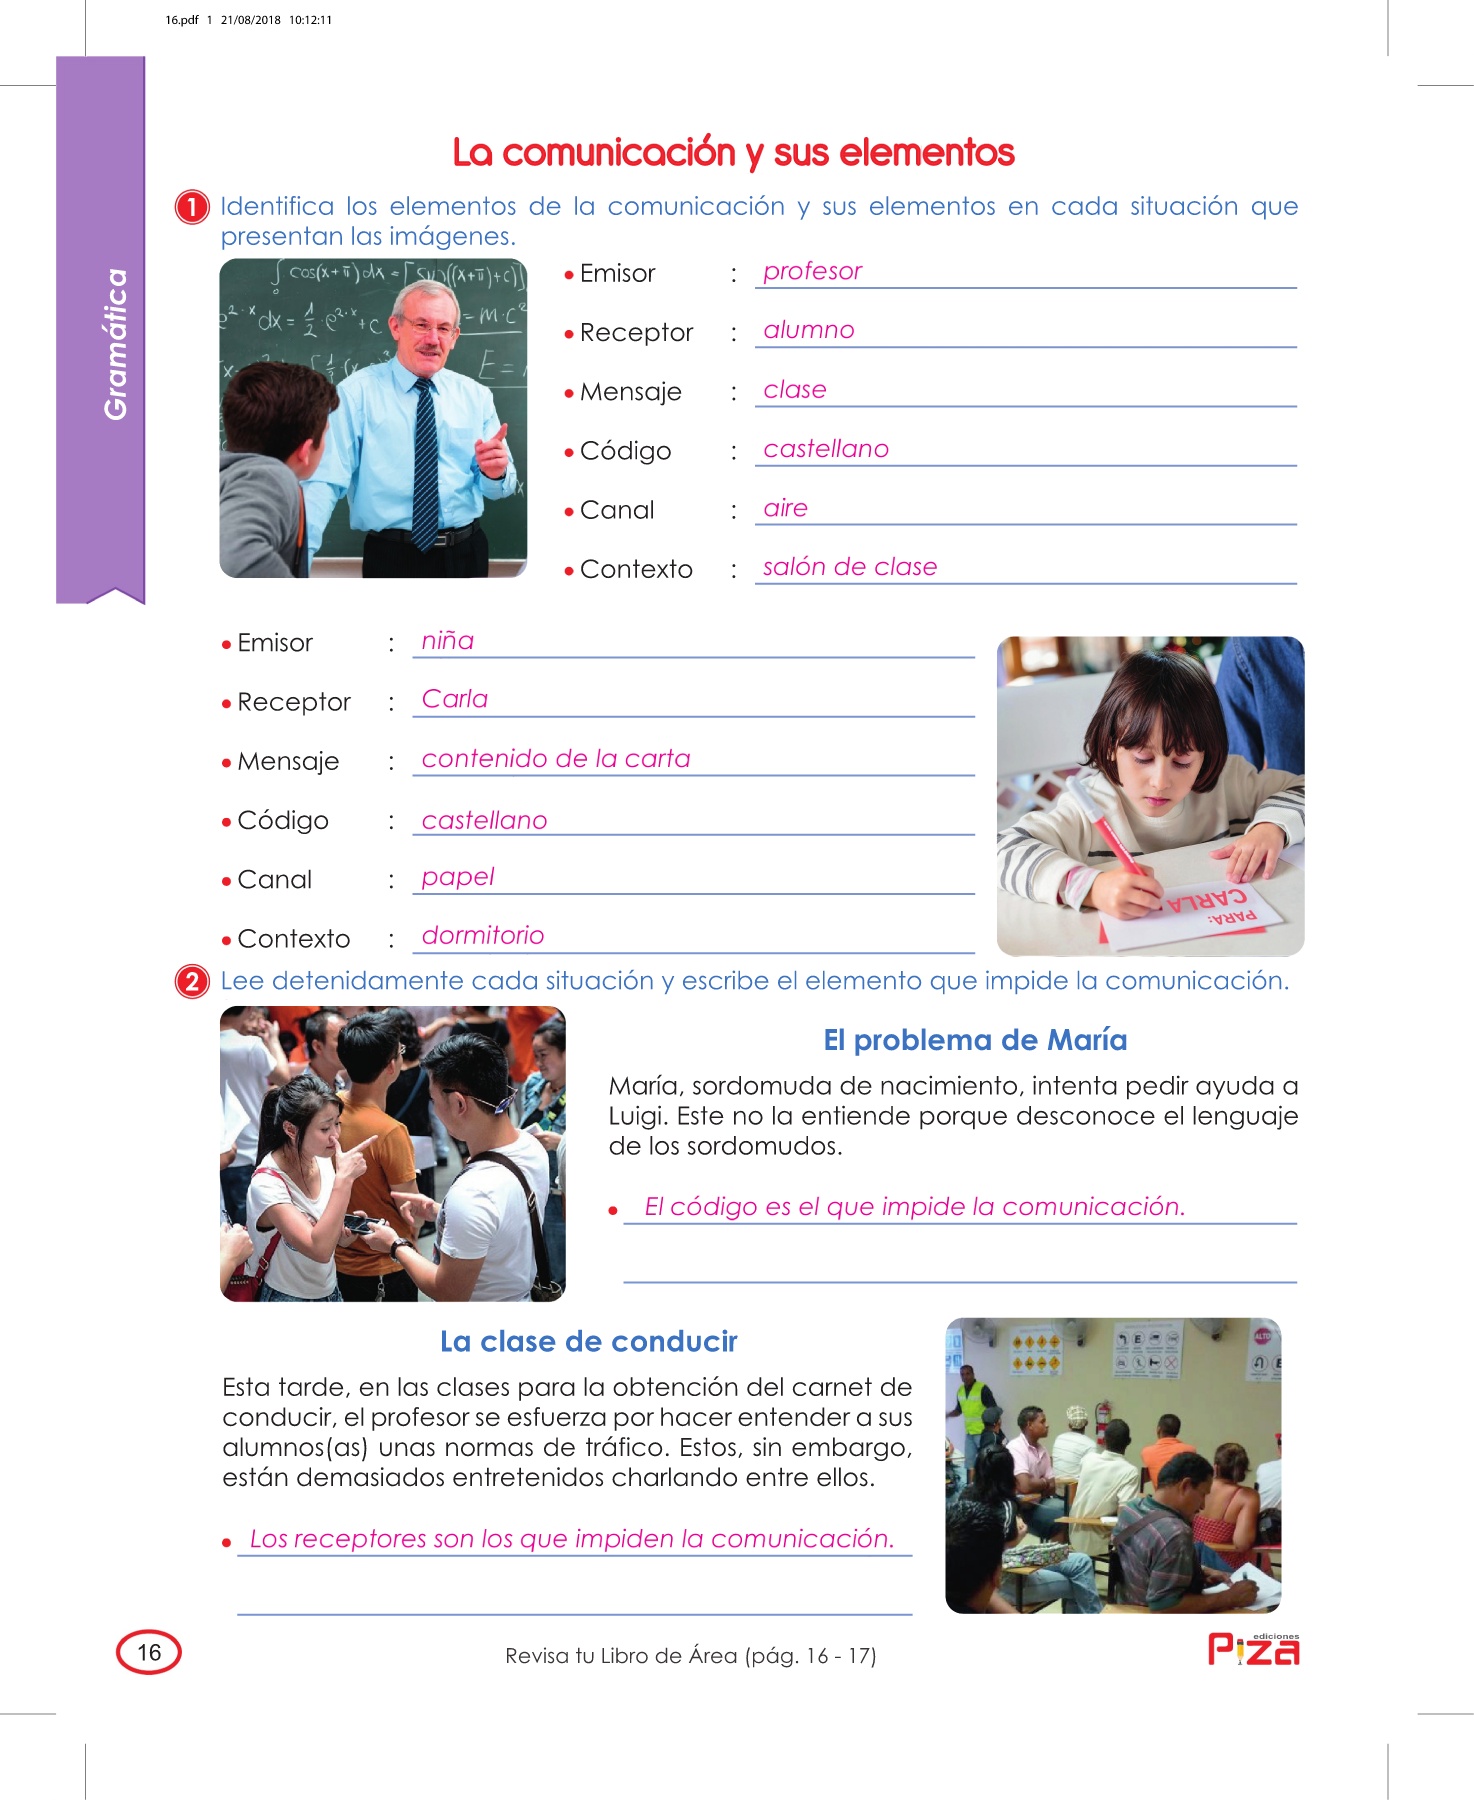 16.pdf 1 21/08/2018 10:12:11
Gramática
La comunicación y sus elementos
1 Identifica los elementos de la comunicación y sus elementos en cada situación que
presentan las imágenes.
• Emisor : profesor
• Receptor : alumno
• Mensaje : clase
• Código : castellano
• Canal : aire
• Contexto : salón de clase
• Emisor : niña
• Receptor : Carla
• Mensaje : contenido de la carta
• Código : castellano
• Canal : papel
• Contexto : dormitorio
PARA:
CARLA
2 Lee detenidamente cada situación y escribe el elemento que impide la comunicación.
El problema de María
María, sordomuda de nacimiento, intenta pedir ayuda a
Luigi. Este no la entiende porque desconoce el lenguaje
de los sordomudos.
• El código es el que impide la comunicación.
La clase de conducir
Esta tarde, en las clases para la obtención del carnet de
conducir, el profesor se esfuerza por hacer entender a sus
alumnos(as) unas normas de tráfico. Estos, sin embargo,
están demasiados entretenidos charlando entre ellos.
• Los receptores son los que impiden la comunicación.
ALTO
16
Revisa tu Libro de Área (pág. 16 - 17)
ediciones
Piza